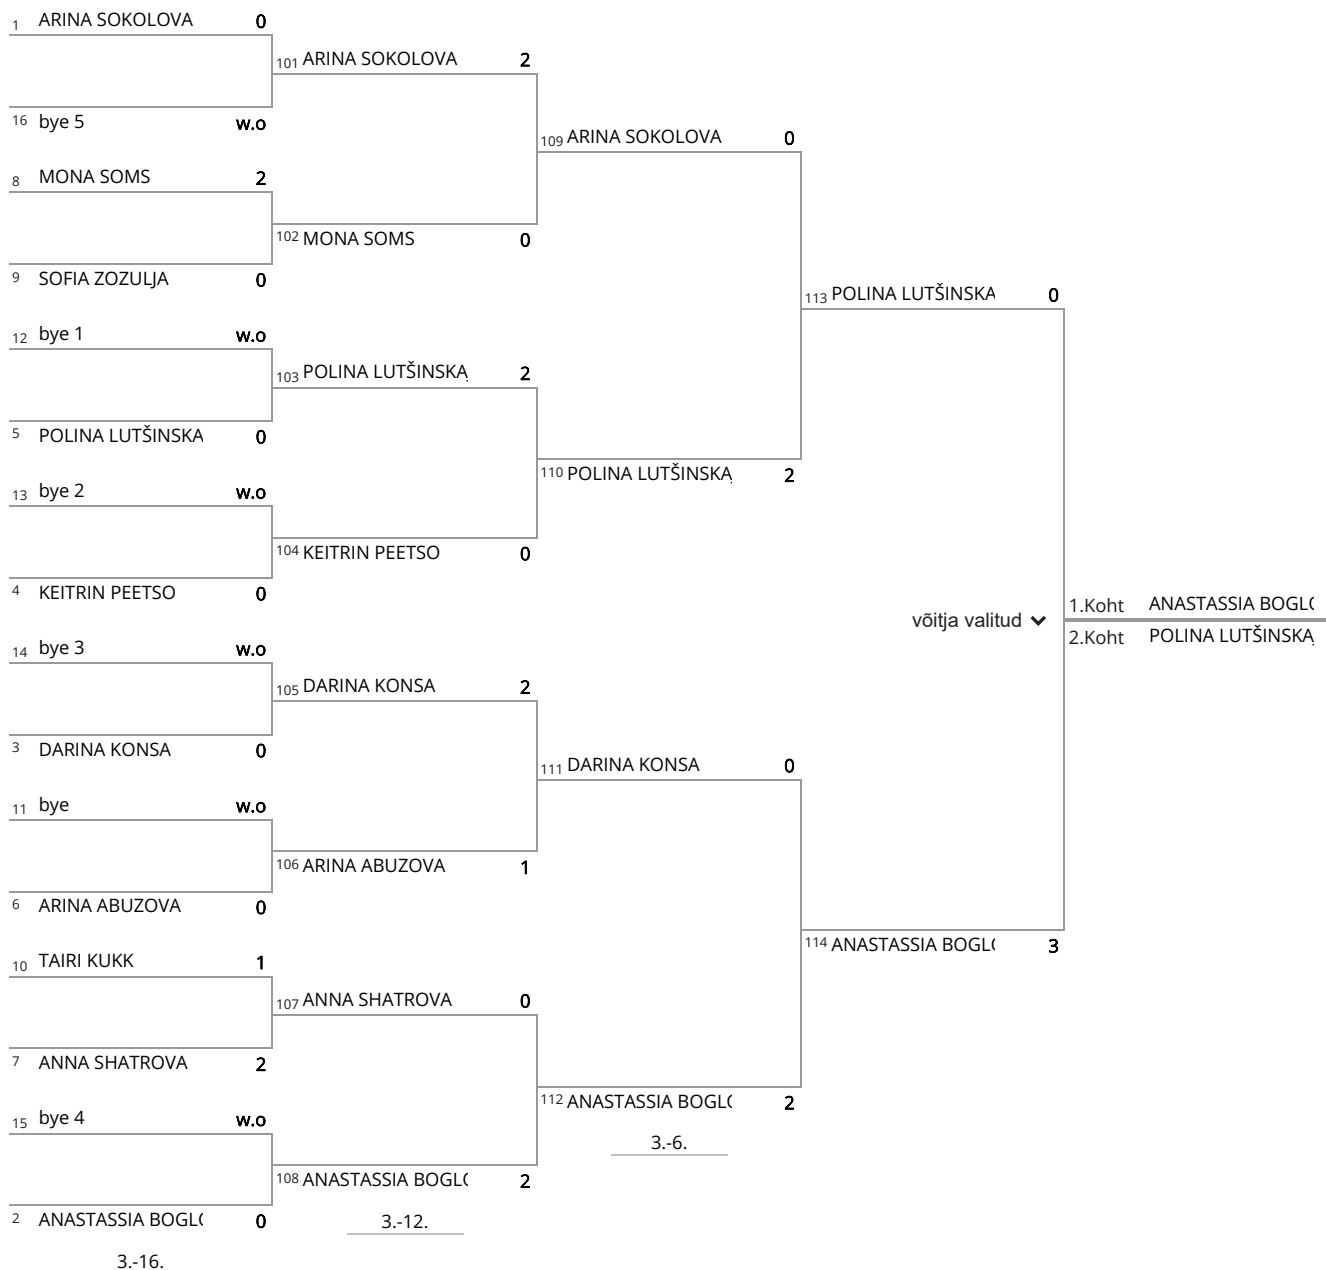 1 ARINA SOKOLOVA 0
101 ARINA SOKOLOVA 2
16 bye 5 w.o
109 ARINA SOKOLOVA 0
8 MONA SOMS 2
102 MONA SOMS 0
9 SOFIA ZOZULJA 0
113 POLINA LUTŠINSKA 0
12 bye 1 w.o
103 POLINA LUTŠINSKA 2
5 POLINA LUTŠINSKA 0
110 POLINA LUTŠINSKA 2
13 bye 2 w.o
104 KEITRIN PEETSO 0
4 KEITRIN PEETSO 0
1.Koht ANASTASSIA BOGL
võitja valitud
2.Koht POLINA LUTŠINSKA
14 bye 3 w.o
105 DARINA KONSA 2
3 DARINA KONSA 0
111 DARINA KONSA 0
11 bye w.o
106 ARINA ABUZOVA 1
6 ARINA ABUZOVA 0
114 ANASTASSIA BOGL 3
10 TAIRI KUKK 1
107 ANNA SHATROVA 0
7 ANNA SHATROVA 2
112 ANASTASSIA BOGL 2
15 bye 4 w.o
3.-6.
108 ANASTASSIA BOGL 2
2 ANASTASSIA BOGL 0
3.-12.
3.-16.